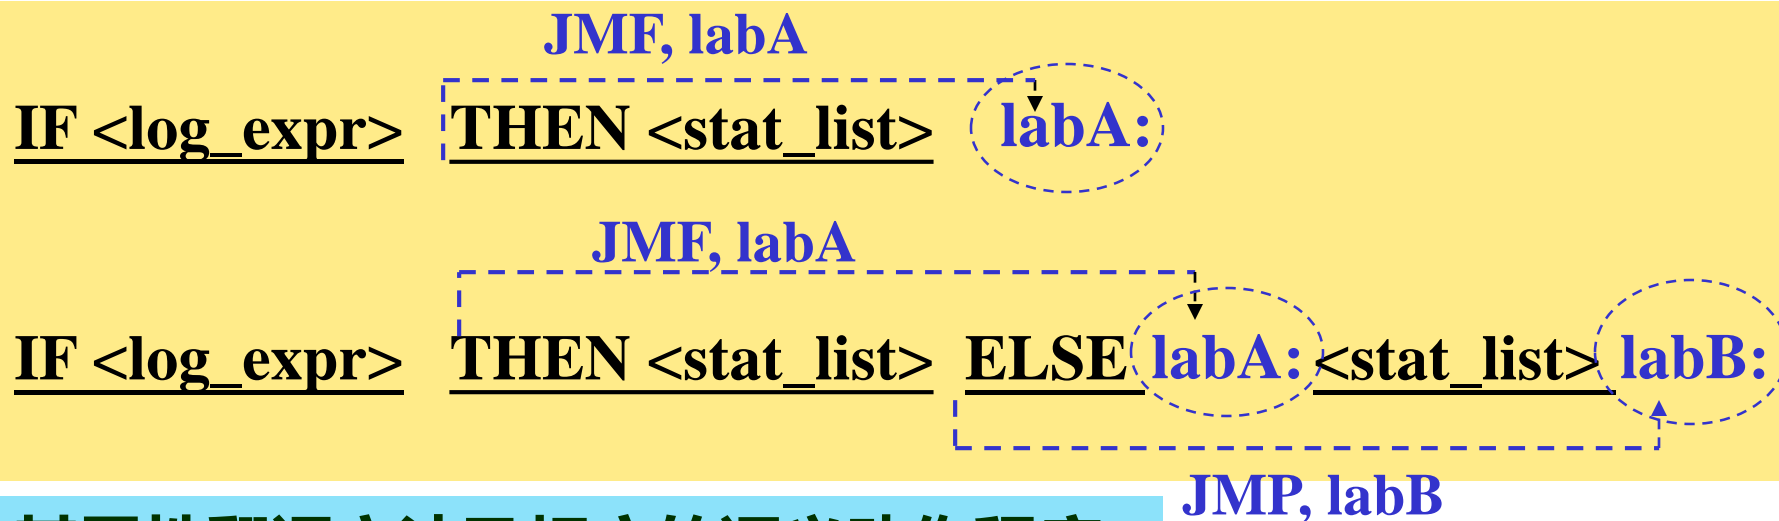 JMF, labA
IF <log_expr> THEN <stat_list> labA:
JMF, labA
IF <log_expr> THEN <stat_list> ELSE labA: <stat_list> labB:
JMP, labB